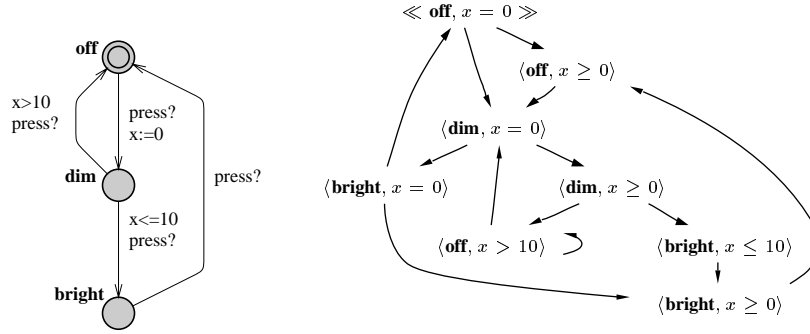 off
x>10
press?
press?
x:=0
dim
x<=10
press?
press?
bright
≪ off, x = 0 ≫
⟨off, x ≥ 0⟩
⟨dim, x = 0⟩
⟨bright, x = 0⟩
⟨dim, x ≥ 0⟩
⟨off, x > 10⟩
⟨bright, x ≤ 10⟩
⟨bright, x ≥ 0⟩